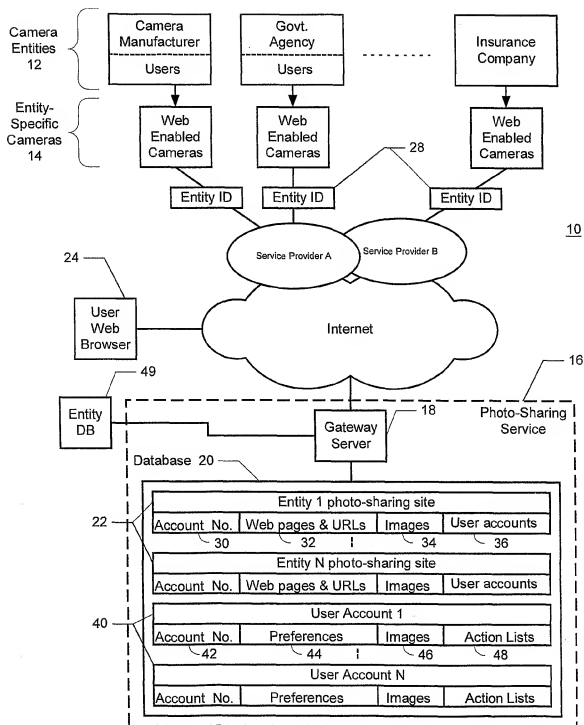 Camera Entities 12
Camera Manufacturer
Users
Govt. Agency
Users
Insurance Company
Entity-Specific Cameras 14
Web Enabled Cameras
Web Enabled Cameras
Web Enabled Cameras
28
Entity ID
Entity ID
Entity ID
10
Service Provider A
Service Provider B
24
User Web Browser
Internet
49
16
Entity DB
18
Photo-Sharing Service
Gateway Server
Database 20
Entity 1 photo-sharing site
Account No. Web pages & URLs Images User accounts
22
30 32 34 36
Entity N photo-sharing site
Account No. Web pages & URLs Images User accounts
User Account 1
40
Account No. Preferences Images Action Lists
42 44 46 48
User Account N
Account No. Preferences Images Action Lists